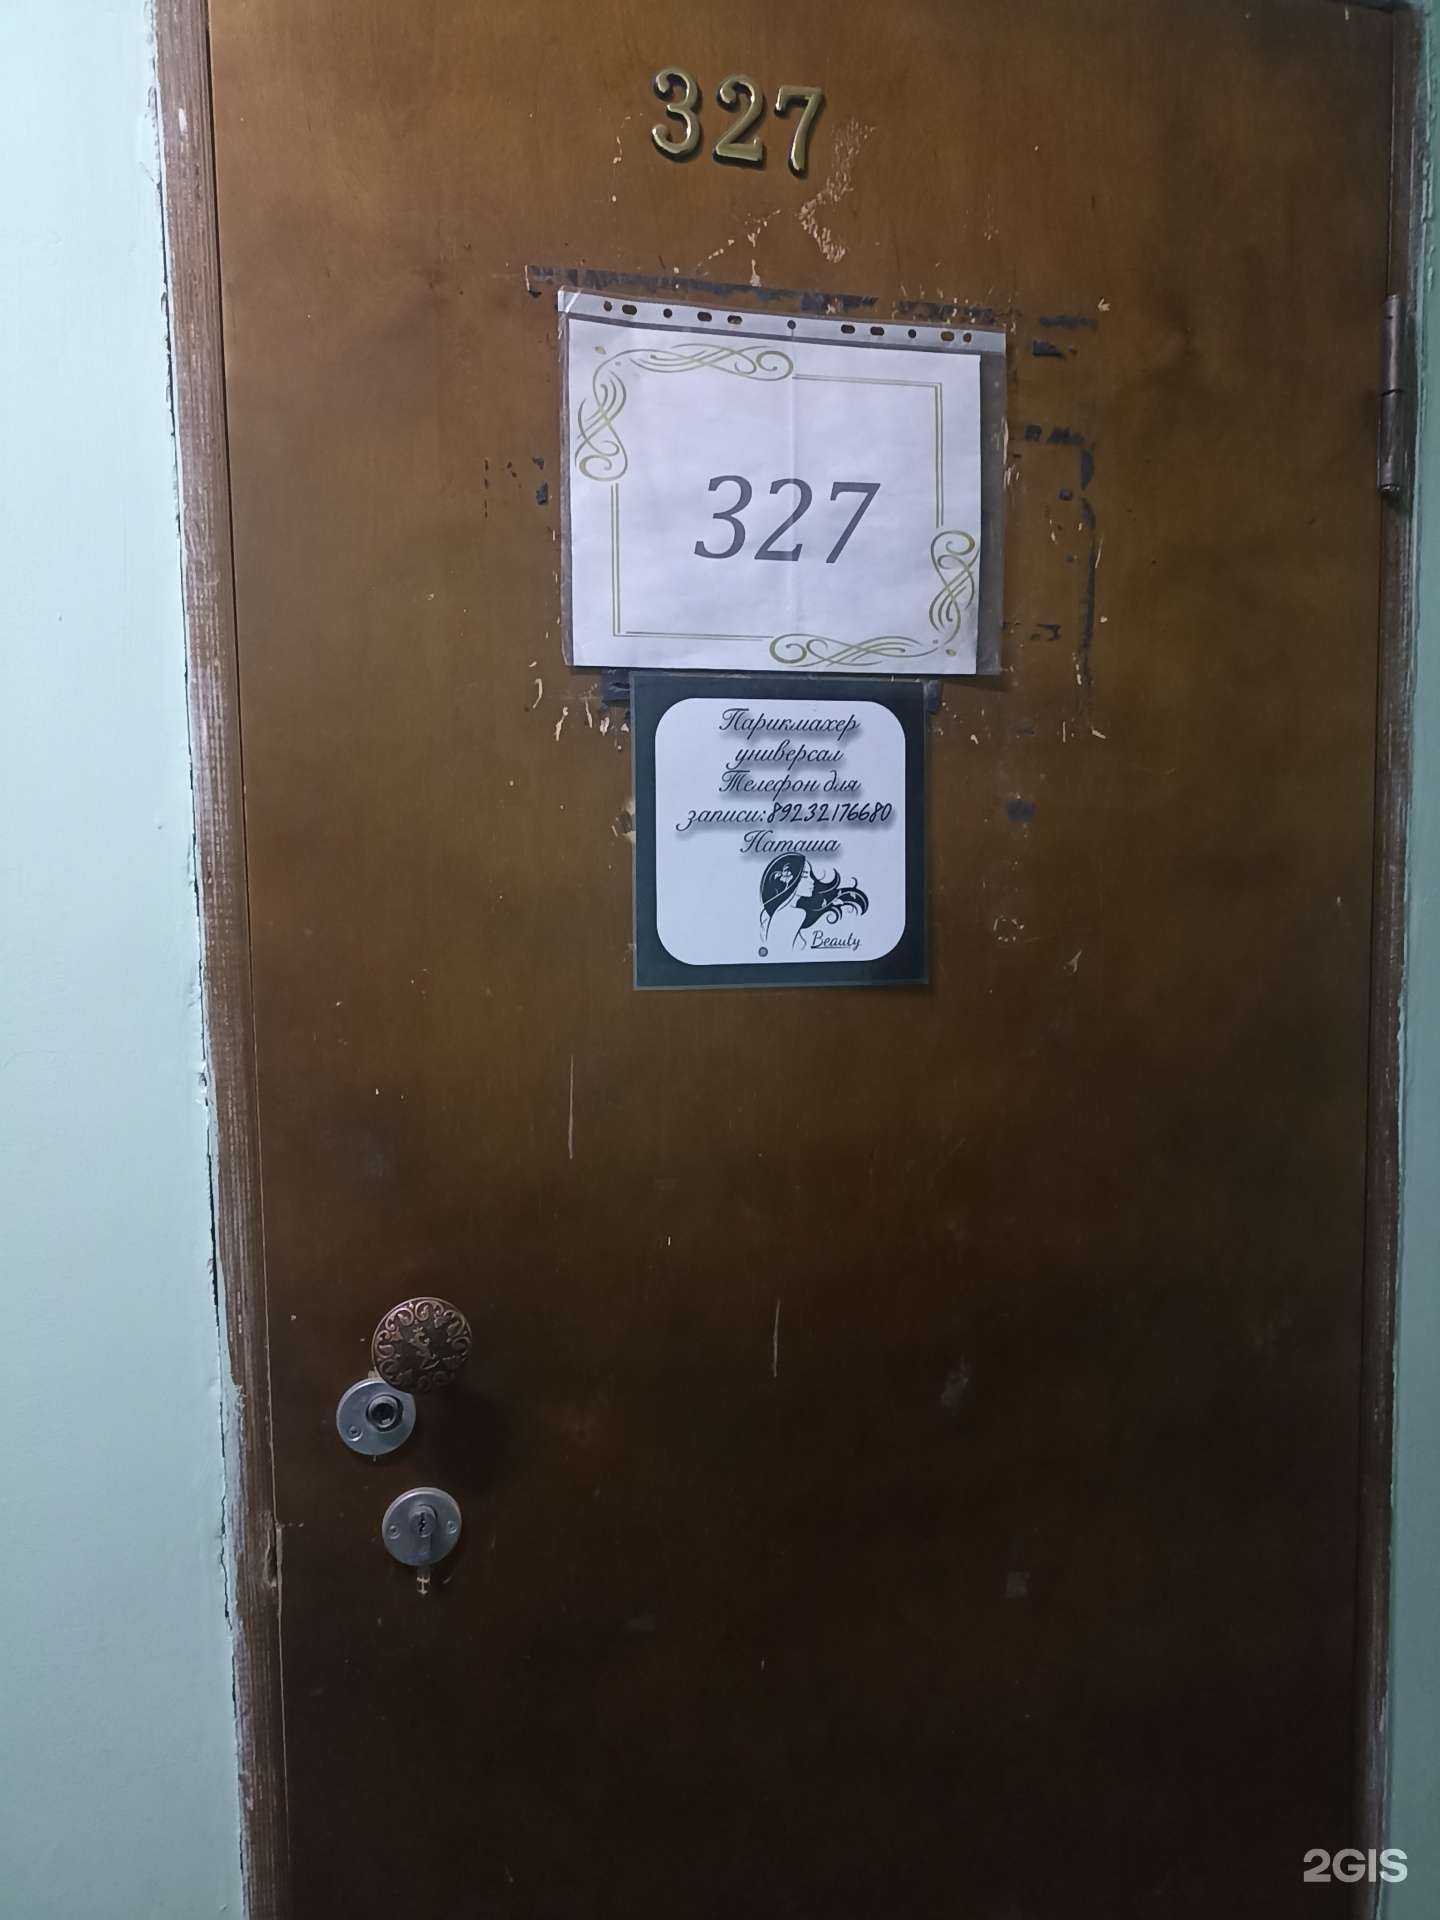 327
327
Парикмахер
универсал
Телефон для
записи: 89232176680
Наташа
Beauty
2GIS